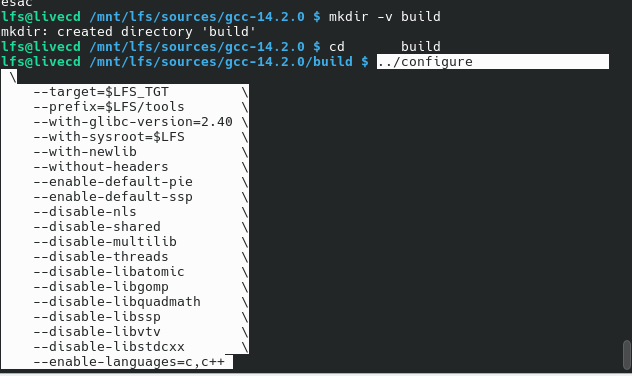 esac
lfs@livecd /mnt/lfs/sources/gcc-14.2.0 $ mkdir -v build
mkdir: created directory 'build'
lfs@livecd /mnt/lfs/sources/gcc-14.2.0 $ cd       build
lfs@livecd /mnt/lfs/sources/gcc-14.2.0/build $ ../configure
 \
    --target=$LFS_TGT         \
    --prefix=$LFS/tools       \
    --with-glibc-version=2.40 \
    --with-sysroot=$LFS       \
    --with-newlib             \
    --without-headers         \
    --enable-default-pie      \
    --enable-default-ssp      \
    --disable-nls             \
    --disable-shared          \
    --disable-multilib        \
    --disable-threads         \
    --disable-libatomic       \
    --disable-libgomp         \
    --disable-libquadmath     \
    --disable-libssp          \
    --disable-libvtv          \
    --disable-libstdcxx       \
    --enable-languages=c,c++